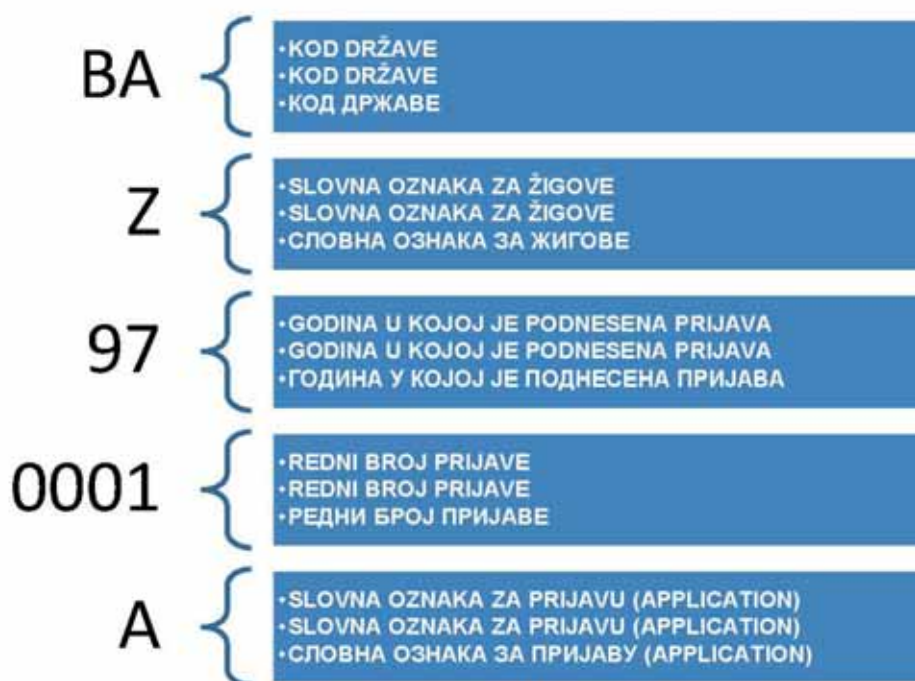 BA
•KOD DRŽAVE
•KOD DRŽAVE
•КОД ДРЖАВЕ
Z
•SLOVNA OZNAKA ZA ŽIGOVE
•SLOVNA OZNAKA ZA ŽIGOVE
•СЛОВНА ОЗНАКА ЗА ЖИГОВЕ
97
•GODINA U KOJOJ JE PODNESENA PRIJAVA
•GODINA U KOJOJ JE PODNESENA PRIJAVA
•ГОДИНА У КОЈОЈ ЈЕ ПОДНЕСЕНА ПРИЈАВА
0001
•REDNI BROJ PRIJAVE
•REDNI BROJ PRIJAVE
•РЕДНИ БРОЈ ПРИЈАВЕ
A
•SLOVNA OZNAKA ZA PRIJAVU (APPLICATION)
•SLOVNA OZNAKA ZA PRIJAVU (APPLICATION)
•СЛОВНА ОЗНАКА ЗА ПРИЈАВУ (APPLICATION)